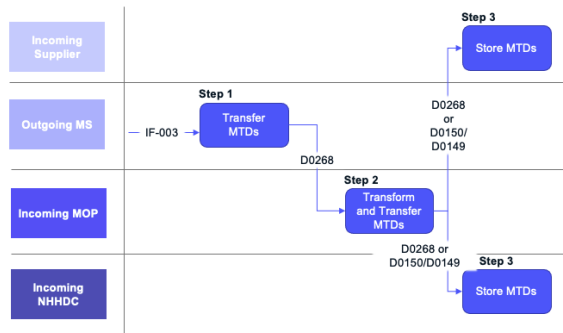 Incoming
Supplier
Step 3
Store MTDs
Outgoing MS
IF-003
Step 1
Transfer
MTDs
D0268
D0268
or
D0150/
D0149
Incoming MOP
Step 2
Transform
and Transfer
MTDs
D0268 or
D0150/D0149
Incoming
NHHDC
Step 3
Store MTDs